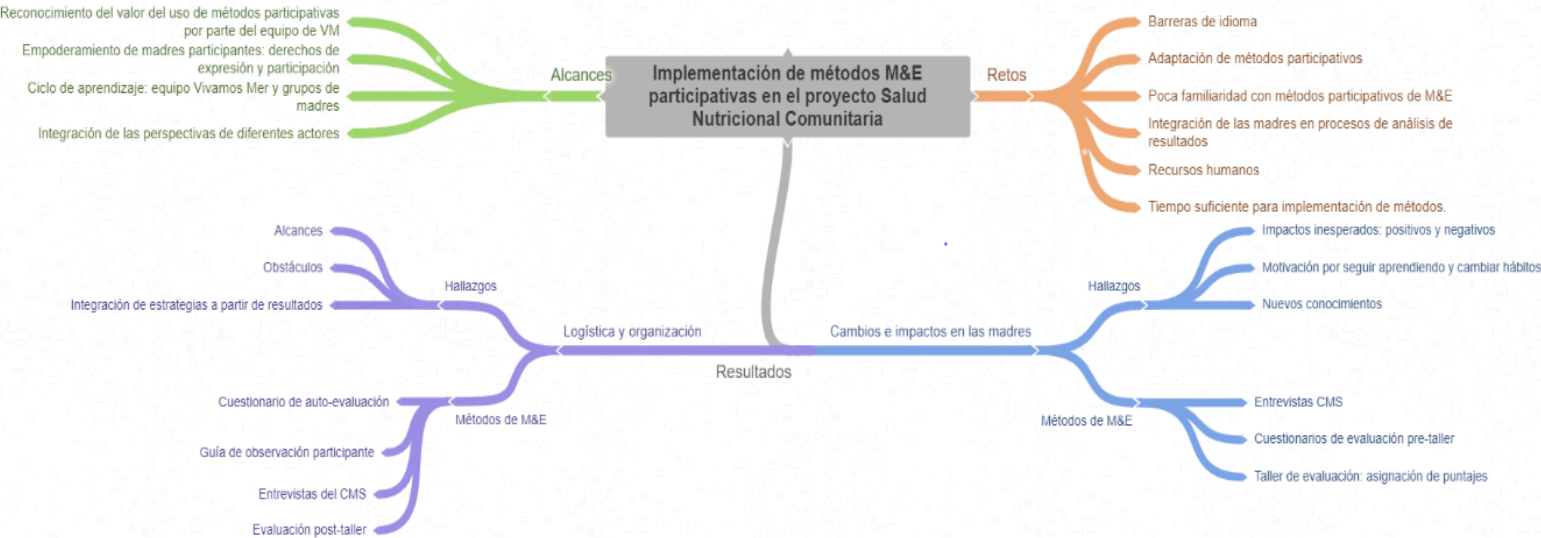 Implementación de métodos M&E
participativas en el proyecto Salud
Nutricional Comunitaria
Alcances
Reconocimiento del valor del uso de métodos participativas
por parte del equipo de VM
Empoderamiento de madres participantes: derechos de
expresión y participación
Ciclo de aprendizaje: equipo Vivamos Mer y grupos de
madres
Integración de las perspectivas de diferentes actores
Retos
Barreras de idioma
Adaptación de métodos participativos
Poca familiaridad con métodos participativos de M&E
Integración de las madres en procesos de análisis de
resultados
Recursos humanos
Tiempo suficiente para implementación de métodos.
Resultados
Logística y organización
Hallazgos
Alcances
Obstáculos
Integración de estrategias a partir de resultados
Métodos de M&E
Cuestionario de auto-evaluación
Guía de observación participante
Entrevistas del CMS
Evaluación post-taller
Cambios e impactos en las madres
Hallazgos
Impactos inesperados: positivos y negativos
Motivación por seguir aprendiendo y cambiar hábitos
Nuevos conocimientos
Métodos de M&E
Entrevistas CMS
Cuestionarios de evaluación pre-taller
Taller de evaluación: asignación de puntajes